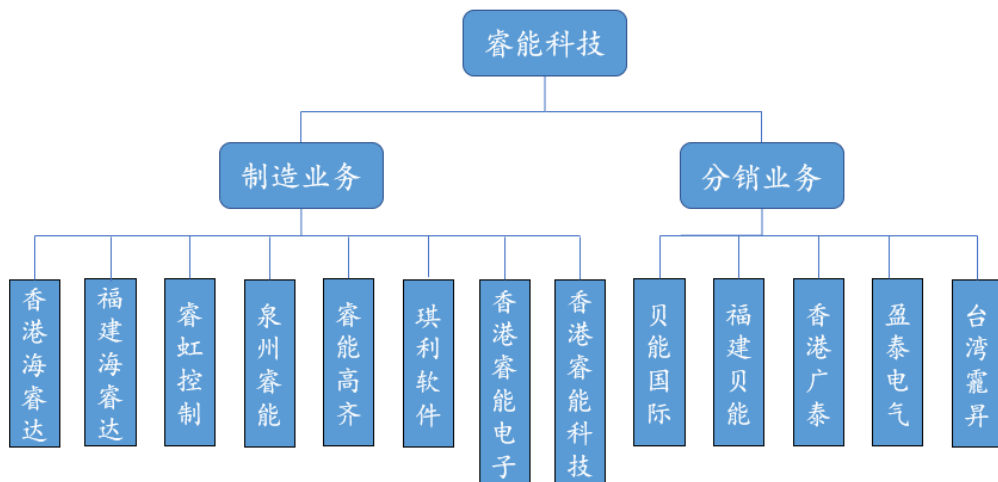 睿能科技
制造业务
分销业务
香港海睿达
福建海睿达
睿虹控制
泉州睿能
睿能高齐
琪利软件
香港睿能电子
香港睿能科技
贝能国际
福建贝能
香港广泰
盈泰电气
台湾霳昇